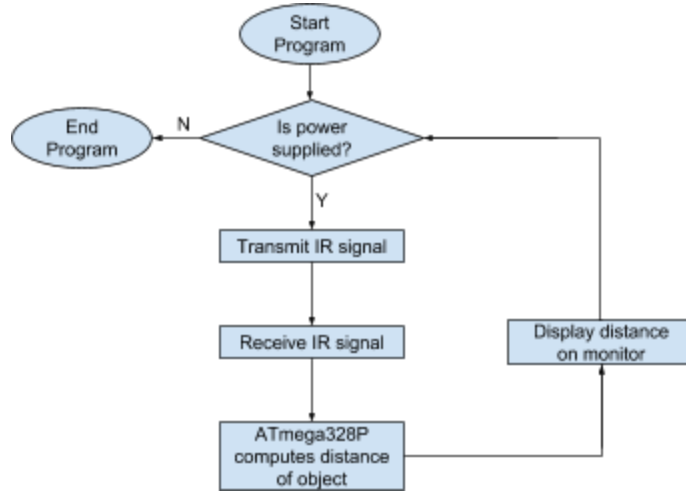 Start
Program
Is power
supplied?
N
End
Program
Y
Transmit IR signal
Receive IR signal
ATmega328P
computes distance
of object
Display distance
on monitor